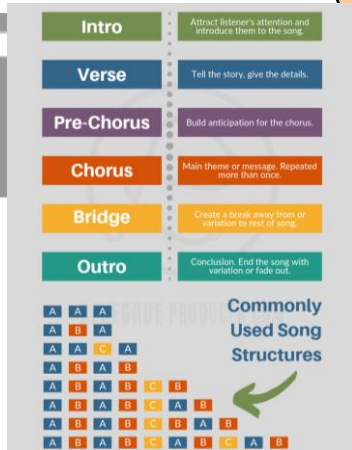 Intro
Attract listener's attention and
introduce them to the song.
Verse
Tell the story, give the details.
Pre-Chorus
Build anticipation for the chorus.
Chorus
Main theme or message. Repeated
more than once.
Bridge
Create a break away from or
variation to rest of song.
Outro
Conclusion. End the song with
variation or fade out.
Commonly
Used Song
Structures
A A A
A B A
A A C A
A B A B
A B A B C B
A B A B C A B
A B A B C B A B
A B A B C A B C A B